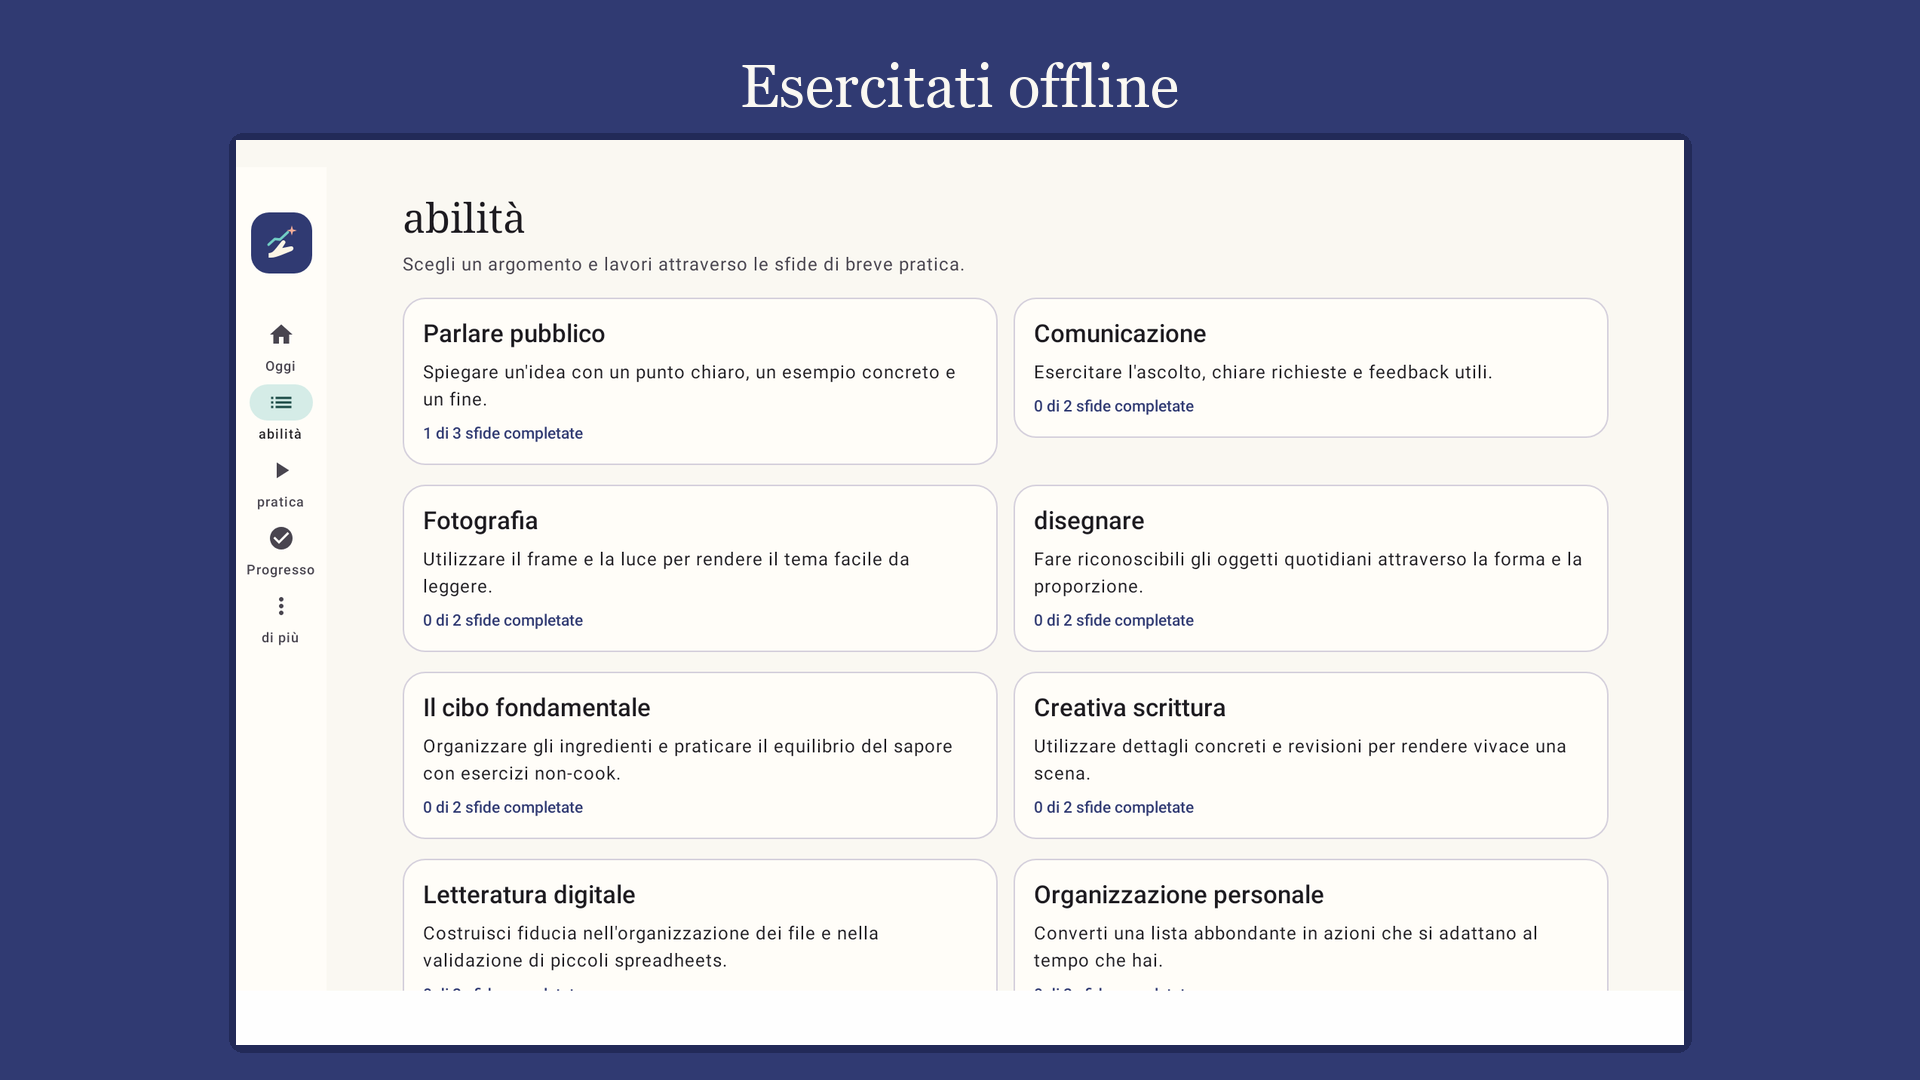 Esercitati offline
abilità
Scegli un argomento e lavori attraverso le sfide di breve pratica.
Oggi
abilità
pratica
Progresso
di più
Parlare pubblico
Spiegare un'idea con un punto chiaro, un esempio concreto e
un fine.
1 di 3 sfide completate
Comunicazione
Esercitare l'ascolto, chiare richieste e feedback utili.
0 di 2 sfide completate
Fotografia
Utilizzare il frame e la luce per rendere il tema facile da
leggere.
0 di 2 sfide completate
disegnare
Fare riconoscibili gli oggetti quotidiani attraverso la forma e la
proporzione.
0 di 2 sfide completate
Il cibo fondamentale
Organizzare gli ingredienti e praticare il equilibrio del sapore
con esercizi non-cook.
0 di 2 sfide completate
Creativa scrittura
Utilizzare dettagli concreti e revisioni per rendere vivace una
scena.
0 di 2 sfide completate
Letteratura digitale
Costruisci fiducia nell'organizzazione dei file e nella
validazione di piccoli spreadheets.
Organizzazione personale
Converti una lista abbondante in azioni che si adattano al
tempo che hai.